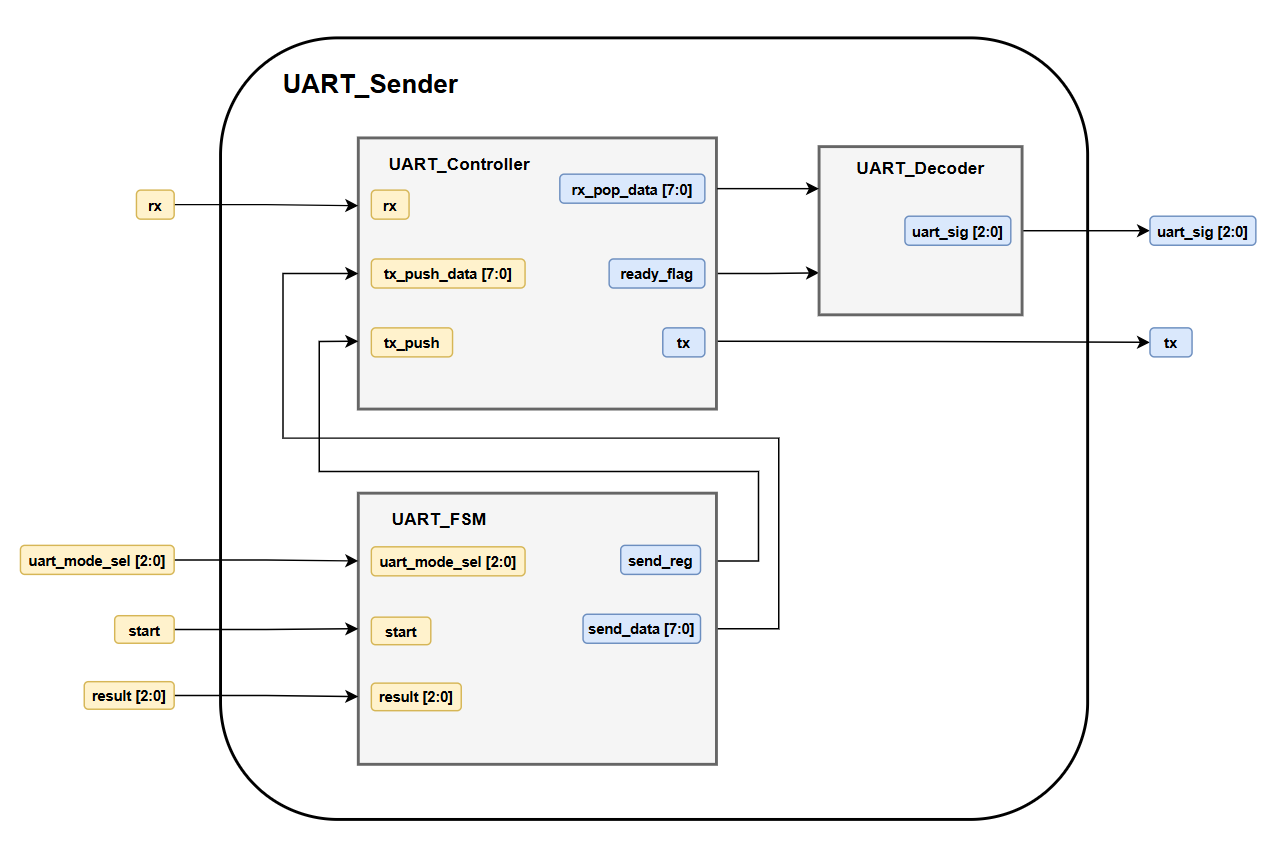 UART_Sender
UART_Controller
UART_Decoder
rx_pop_data [7:0]
rx
rx
uart_sig [2:0]
uart_sig [2:0]
tx_push_data [7:0]
ready_flag
tx_push
tx
tx
UART_FSM
uart_mode_sel [2:0]
uart_mode_sel [2:0]
send_reg
start
start
send_data [7:0]
result [2:0]
result [2:0]